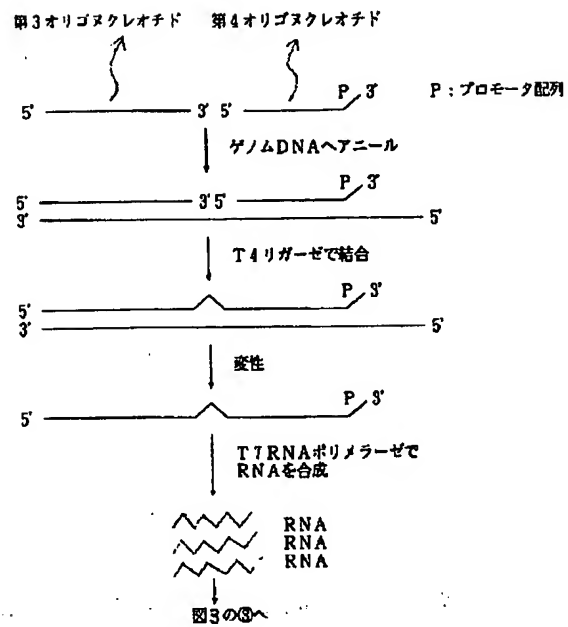 第3オリゴヌクレオチド 第4オリゴヌクレオチド
P 3' P:プロモータ配列
5' 3' 5'
ゲノムDNAへアニール
P 3'
5' 3'5'
3' 5'
T4リガーゼで結合
P 3'
5'
3' 5'
変性
P 3'
5'
T7RNAポリメラーゼで
RNAを合成
RNA
RNA
RNA
図3の③へ